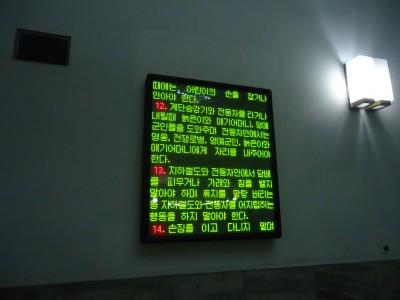 때에는 어린이의 손을 잡거나
안아야 한다.
12. 계단승강기와 전동차를 타거나
내릴때 늙은이와 애기어머니, 영예
군인들을 도와주며 전동차안에서는
영웅, 전쟁로병, 영예군인, 늙은이와
애기어머니에게 자리를 내주어야
한다.
13. 지하철도와 전동차안에서 담배
를 피우거나 가래와 침을 뱉지
말아야 하며 휴지를 망탕 버리는
등 지하철도와 전동차를 어지럽히는
행동을 하지 말아야 한다.
14. 손짐을 이고 다니지 말며